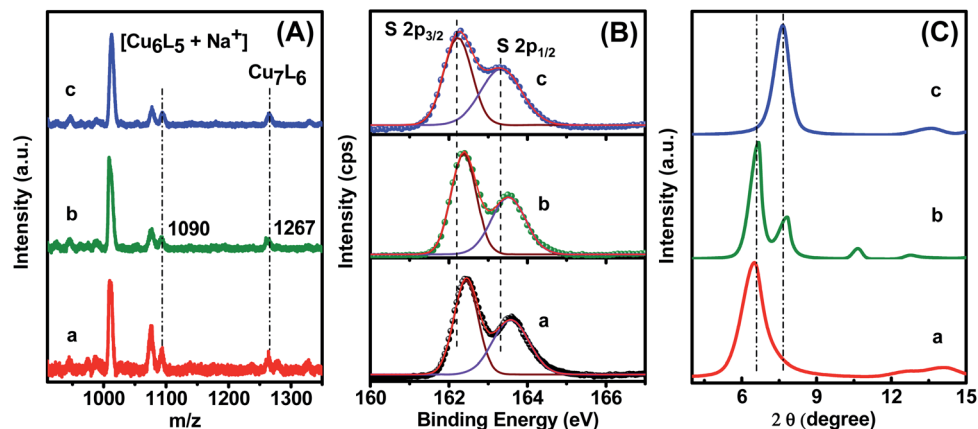 (A)
[Cu₆L₅ + Na⁺]
Cu₇L₆
c
b
1090
1267
a
Intensity (a.u.)
1000 1100 1200 1300
m/z
(B)
S 2p₃/₂
S 2p₁/₂
c
b
a
Intensity (cps)
160 162 164 166
Binding Energy (eV)
(C)
c
b
a
Intensity (a.u.)
6 9 12 15
2 θ (degree)